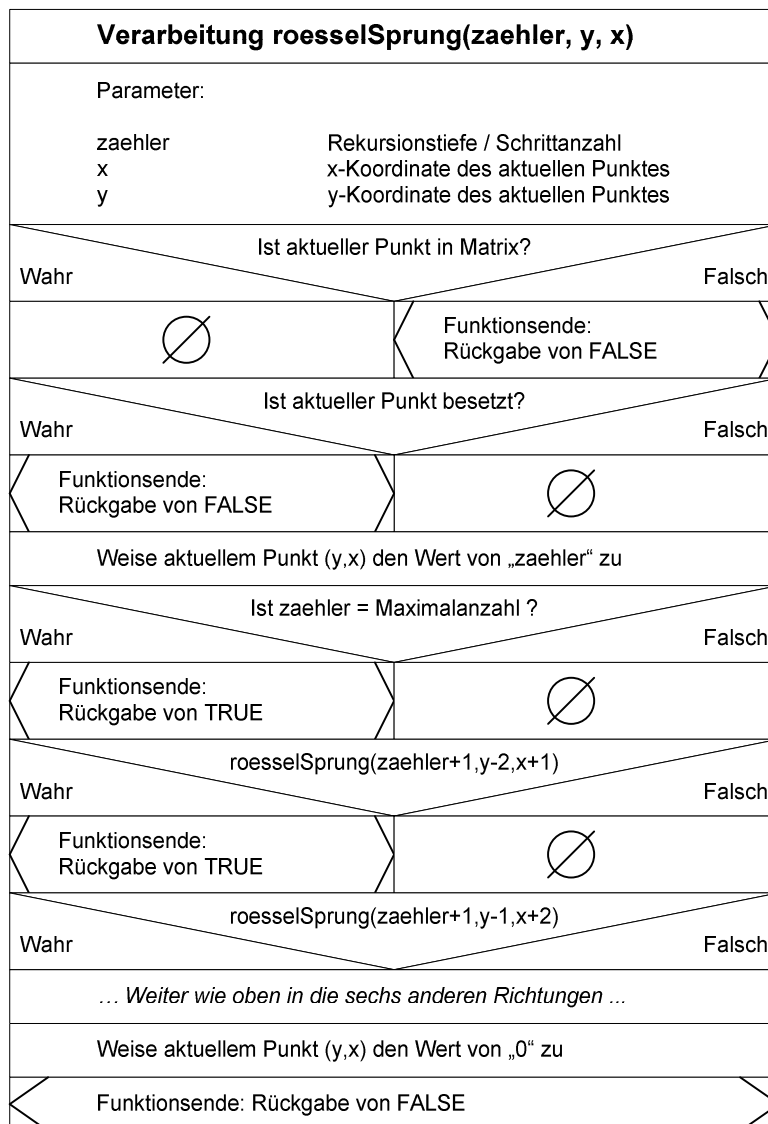 Verarbeitung roesselSprung(zaehler, y, x)
Parameter:
zaehler Rekursionstiefe / Schrittanzahl
x x-Koordinate des aktuellen Punktes
y y-Koordinate des aktuellen Punktes
Ist aktueller Punkt in Matrix?
Wahr Falsch
Funktionsende:
Rückgabe von FALSE
Ist aktueller Punkt besetzt?
Wahr Falsch
Funktionsende:
Rückgabe von FALSE
Weise aktuellem Punkt (y,x) den Wert von „zaehler“ zu
Ist zaehler = Maximalanzahl ?
Wahr Falsch
Funktionsende:
Rückgabe von TRUE
roesselSprung(zaehler+1,y-2,x+1)
Wahr Falsch
Funktionsende:
Rückgabe von TRUE
roesselSprung(zaehler+1,y-1,x+2)
Wahr Falsch
… Weiter wie oben in die sechs anderen Richtungen ...
Weise aktuellem Punkt (y,x) den Wert von „0“ zu
Funktionsende: Rückgabe von FALSE